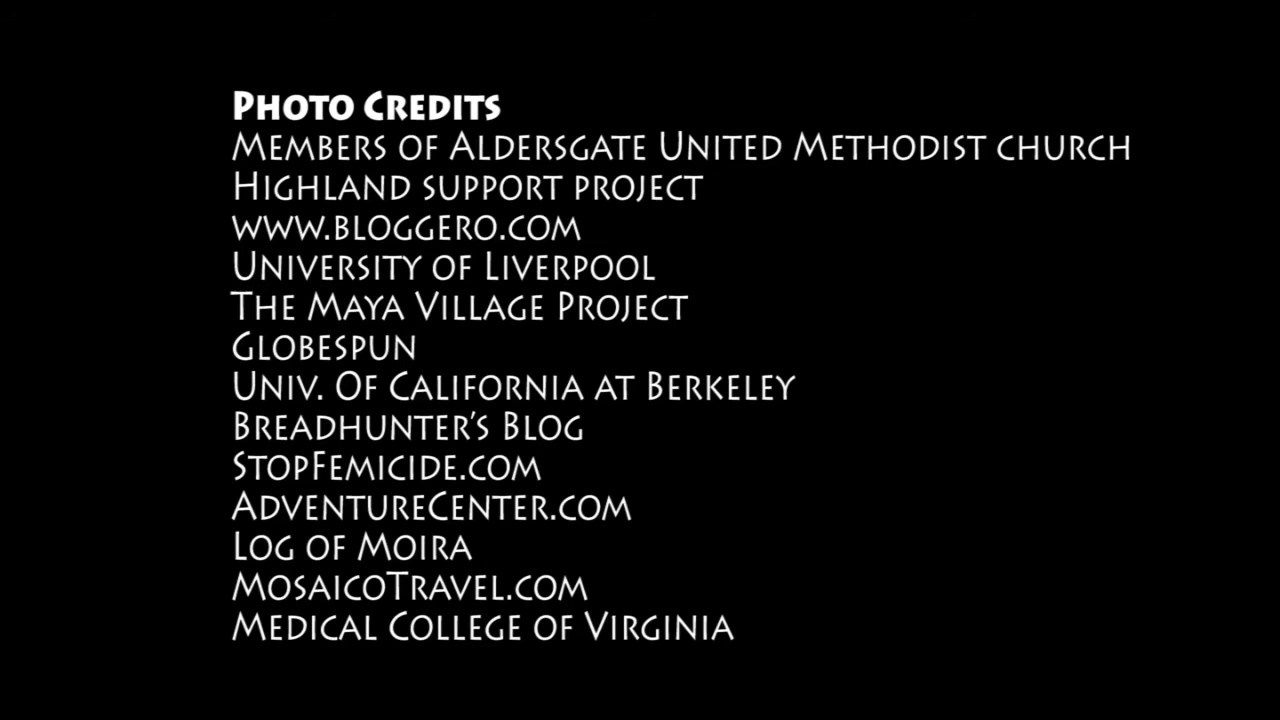 Photo Credits
Members of Aldersgate United Methodist church
Highland support project
www.bloggero.com
University of Liverpool
The Maya Village Project
Globespun
Univ. Of California at Berkeley
Breadhunter’s Blog
StopFemicide.com
AdventureCenter.com
Log of Moira
MosaicoTravel.com
Medical College of Virginia